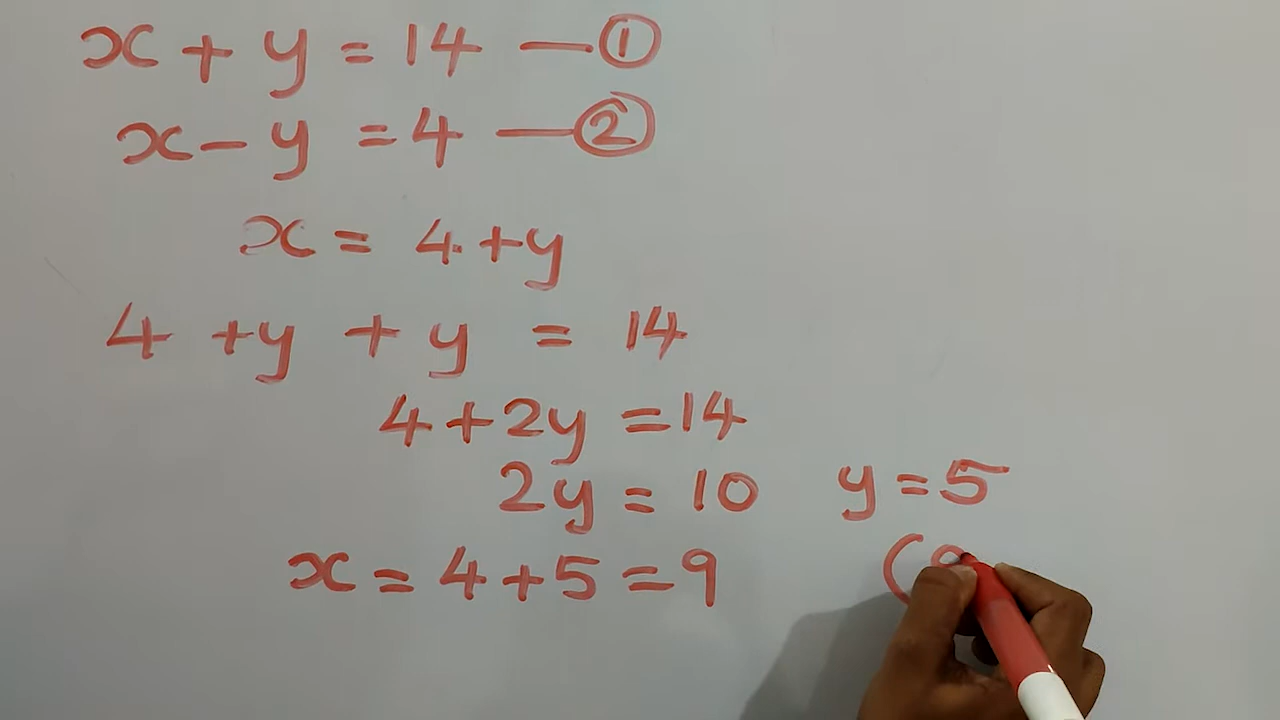 x + y = 14 — ①
x - y = 4 — ②
x = 4 + y
4 + y + y = 14
4 + 2y = 14
2y = 10 y = 5
x = 4 + 5 = 9 (